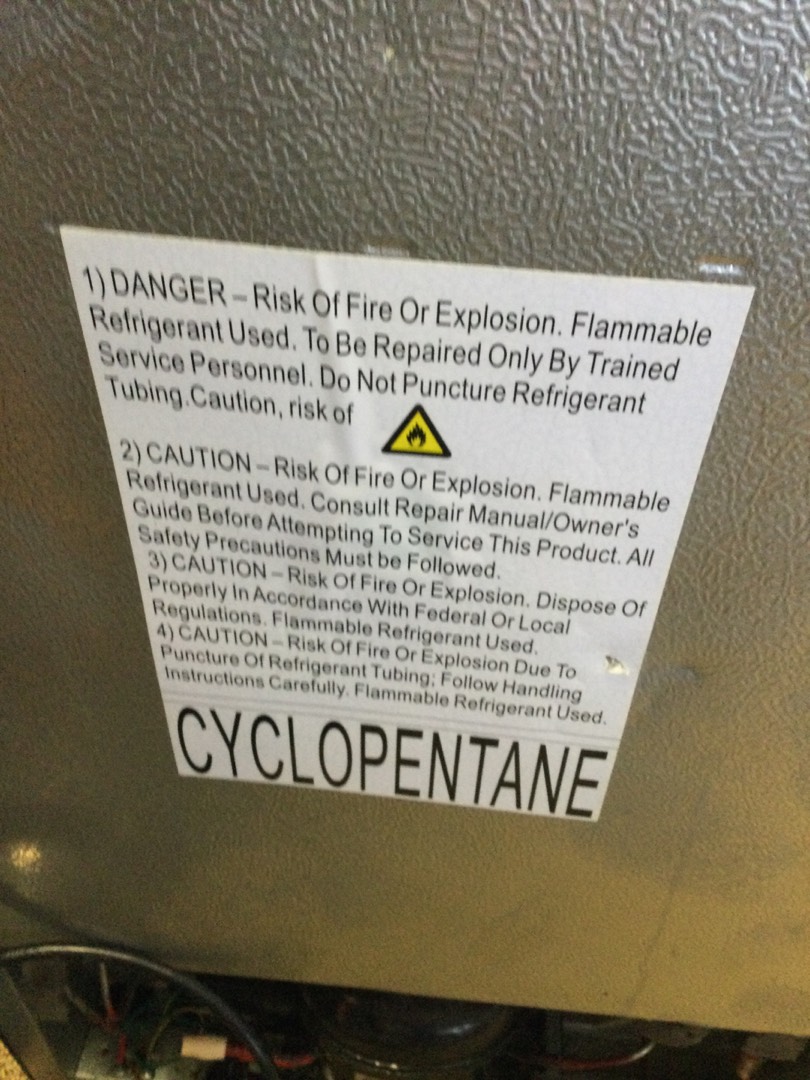 1) DANGER – Risk Of Fire Or Explosion. Flammable
Refrigerant Used. To Be Repaired Only By Trained
Service Personnel. Do Not Puncture Refrigerant
Tubing.Caution, risk of
2) CAUTION – Risk Of Fire Or Explosion. Flammable
Refrigerant Used. Consult Repair Manual/Owner's
Guide Before Attempting To Service This Product. All
Safety Precautions Must be Followed.
3) CAUTION – Risk Of Fire Or Explosion. Dispose Of
Properly In Accordance With Federal Or Local
Regulations. Flammable Refrigerant Used.
4) CAUTION – Risk Of Fire Or Explosion Due To
Puncture Of Refrigerant Tubing; Follow Handling
Instructions Carefully. Flammable Refrigerant Used.
CYCLOPENTANE